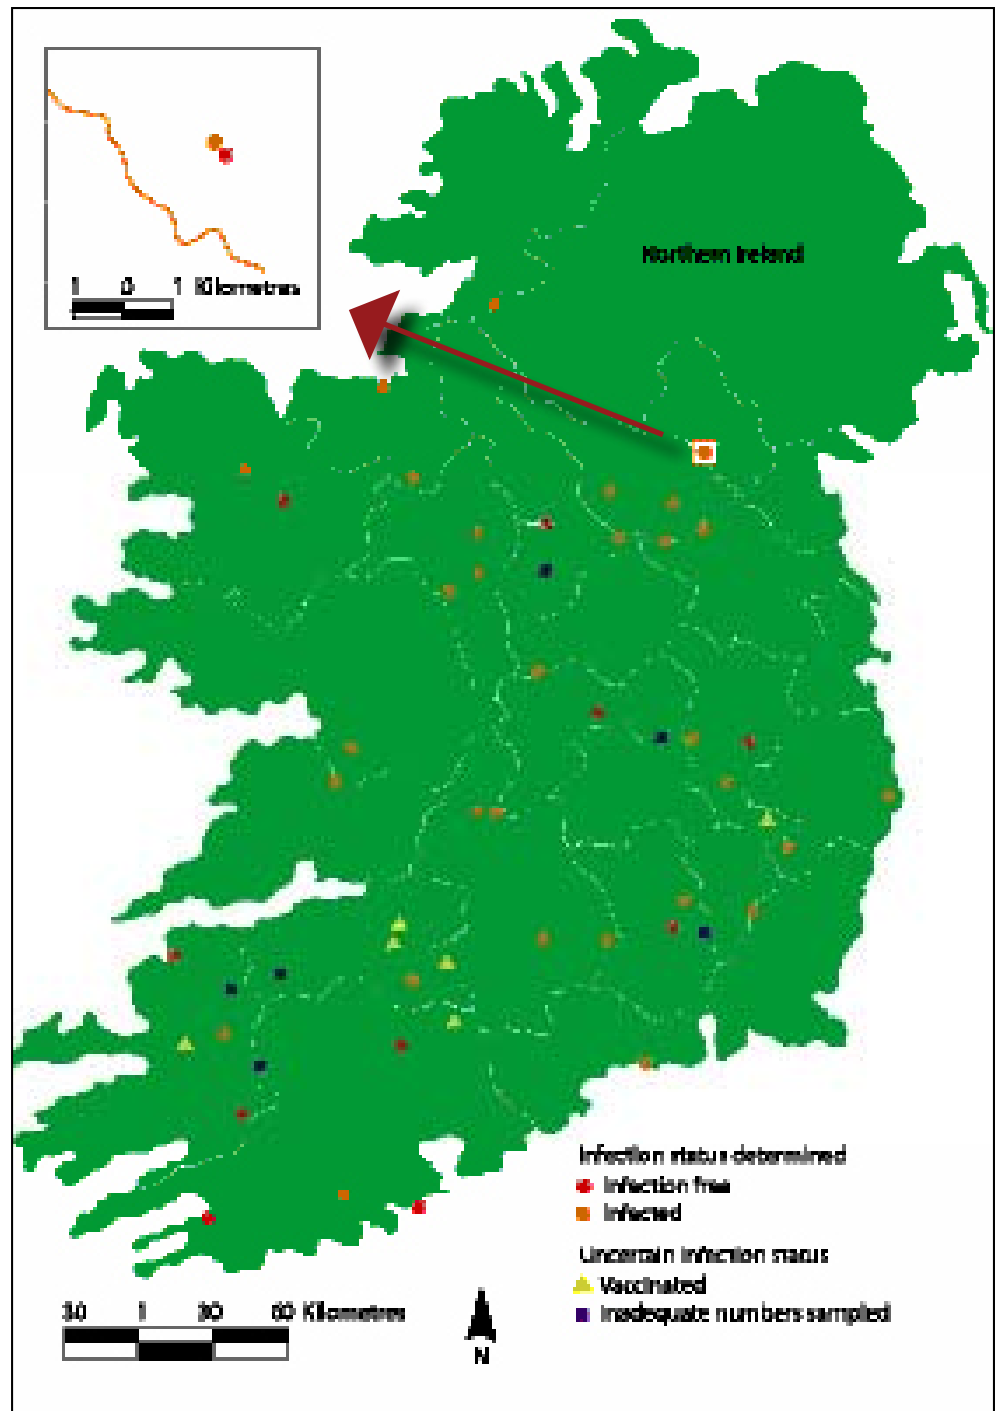 1 0 1 Kilometres
Northern Ireland
Infection status determined
Infection free
Infected
Uncertain infection status
Vaccinated
Inadequate numbers sampled
30 1 30 60 Kilometres
N